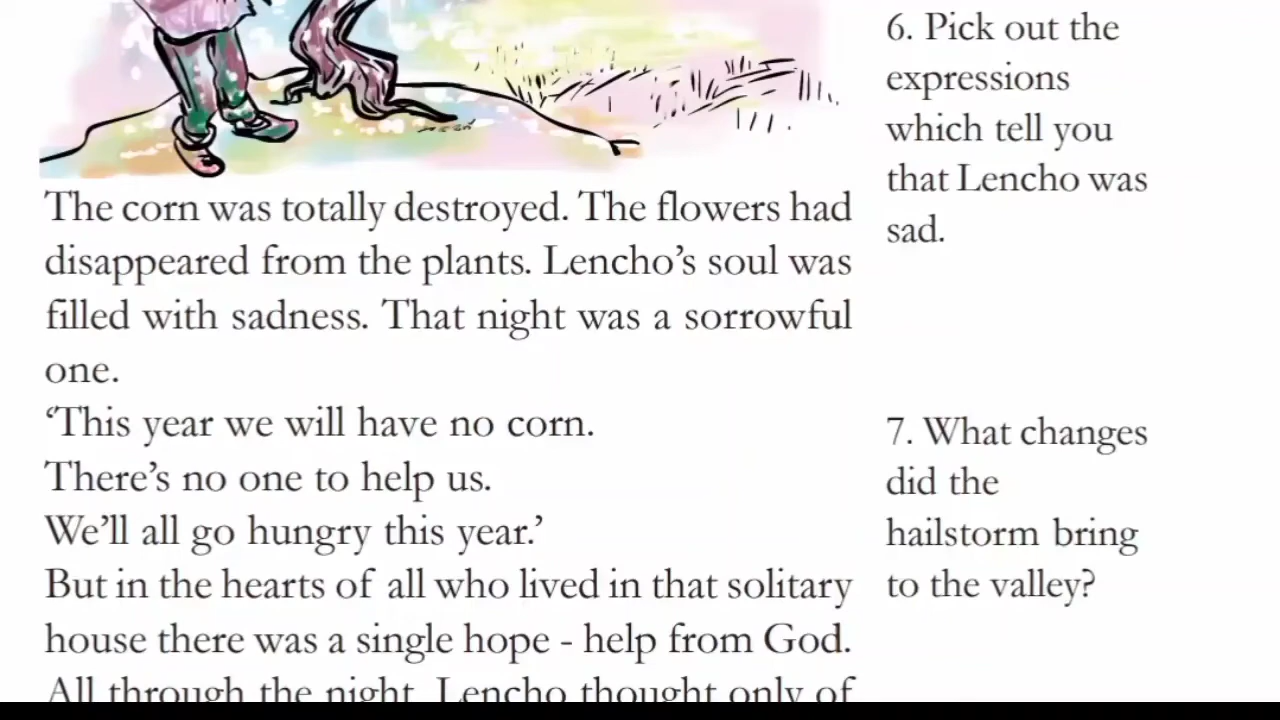 The corn was totally destroyed. The flowers had
disappeared from the plants. Lencho’s soul was
filled with sadness. That night was a sorrowful
one.
‘This year we will have no corn.
There’s no one to help us.
We’ll all go hungry this year.’
But in the hearts of all who lived in that solitary
house there was a single hope - help from God.
All through the night, Lencho thought only of
6. Pick out the
expressions
which tell you
that Lencho was
sad.
7. What changes
did the
hailstorm bring
to the valley?